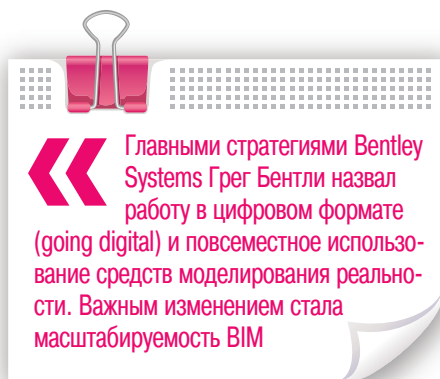 « Главными стратегиями Bentley
Systems Грег Бентли назвал
работу в цифровом формате
(going digital) и повсеместное использо-
вание средств моделирования реально-
сти. Важным изменением стала
масштабируемость BIM